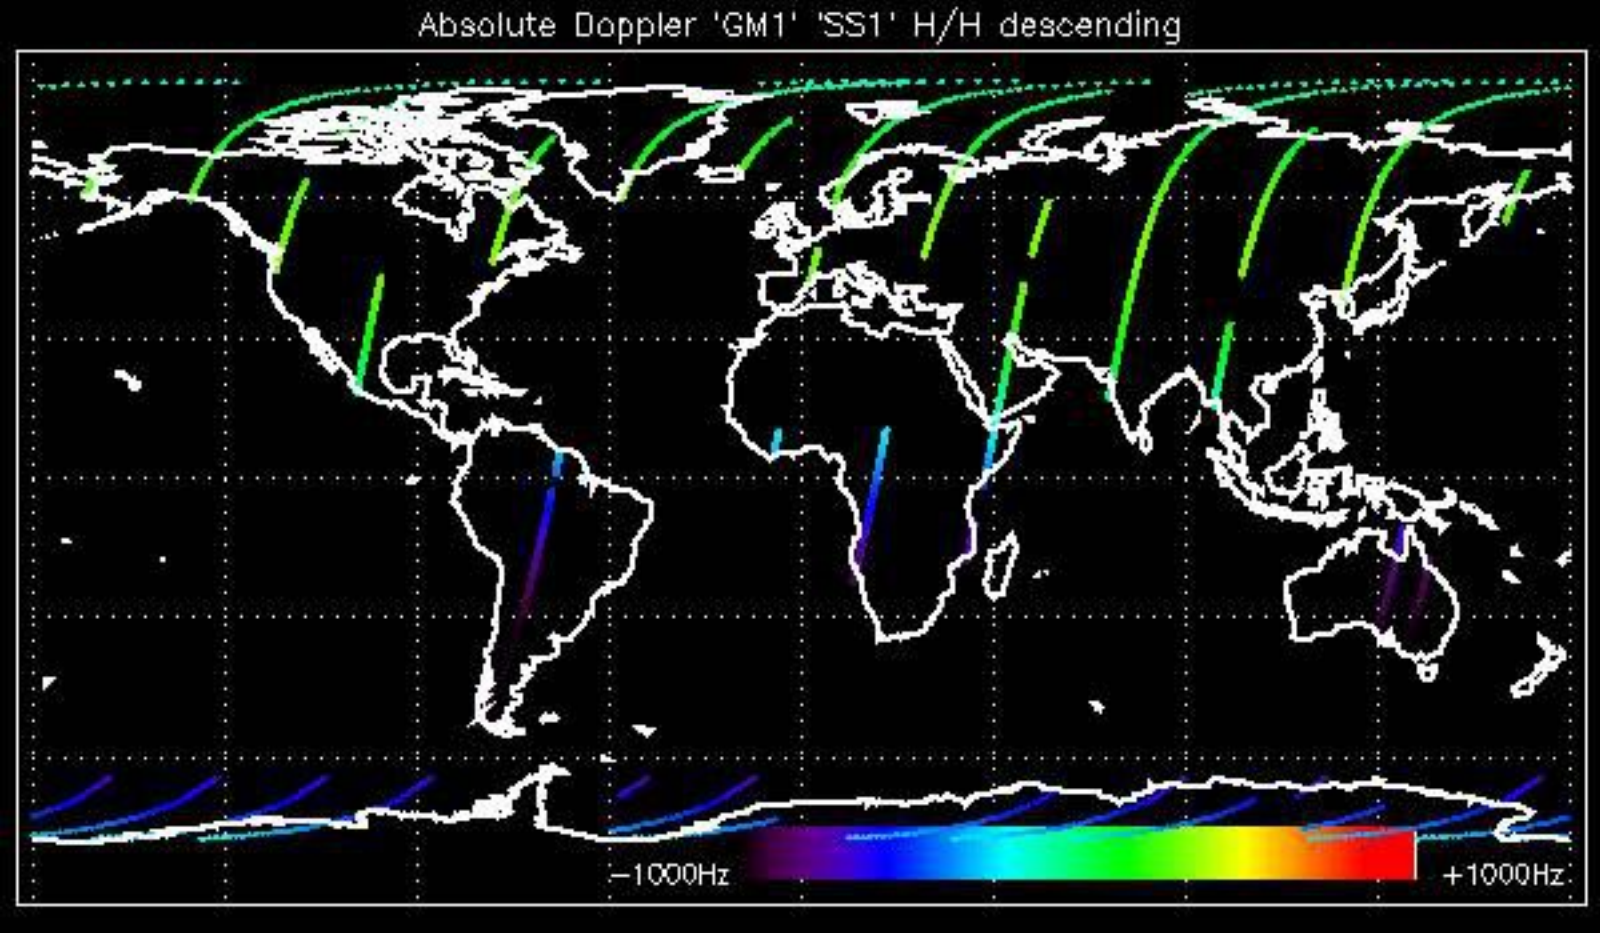 Absolute Doppler 'GM1' 'SS1' H/H descending
−1000Hz
+1000Hz